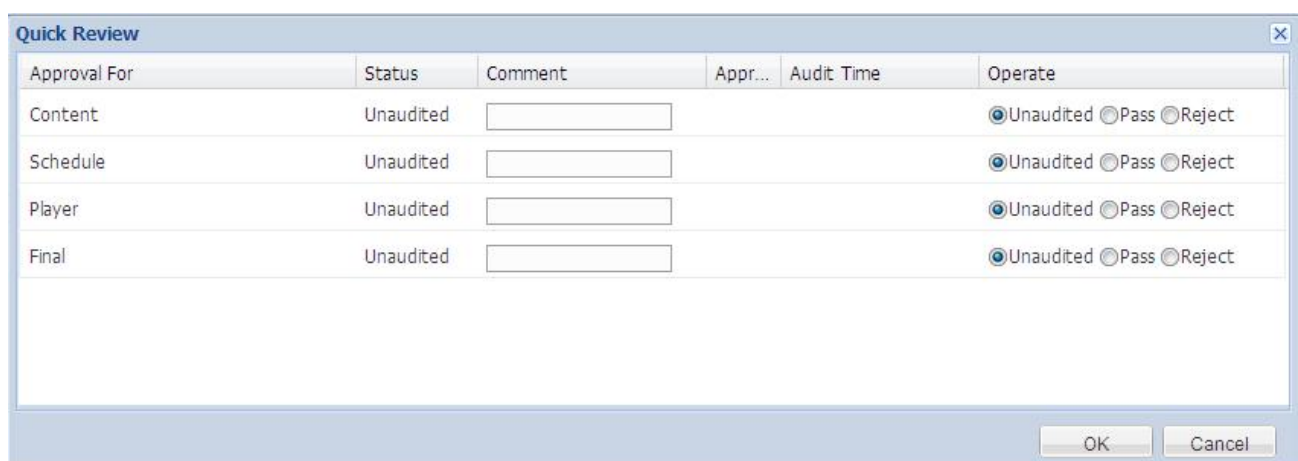 Quick Review
Approval For Status Comment Appr... Audit Time Operate
Content Unaudited Unaudited Pass Reject
Schedule Unaudited Unaudited Pass Reject
Player Unaudited Unaudited Pass Reject
Final Unaudited Unaudited Pass Reject
OK Cancel